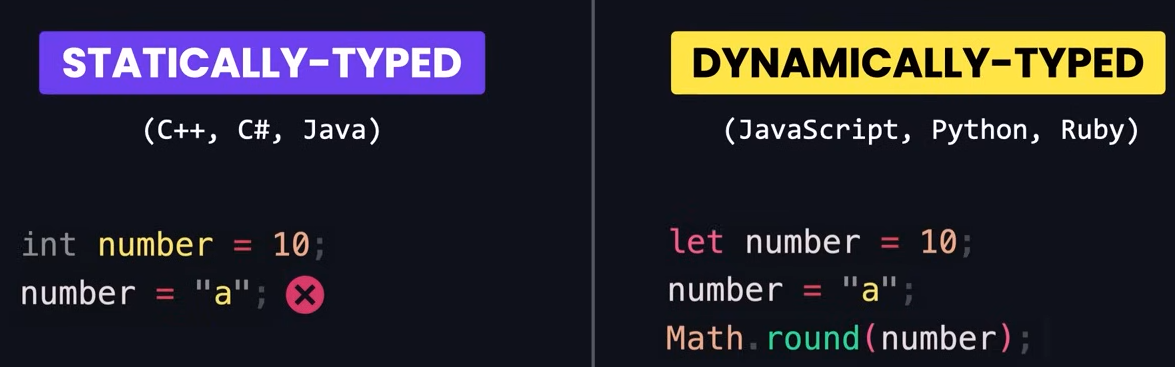 STATICALLY-TYPED
(C++, C#, Java)
int number = 10;
number = "a";
DYNAMICALLY-TYPED
(JavaScript, Python, Ruby)
let number = 10;
number = "a";
Math.round(number);